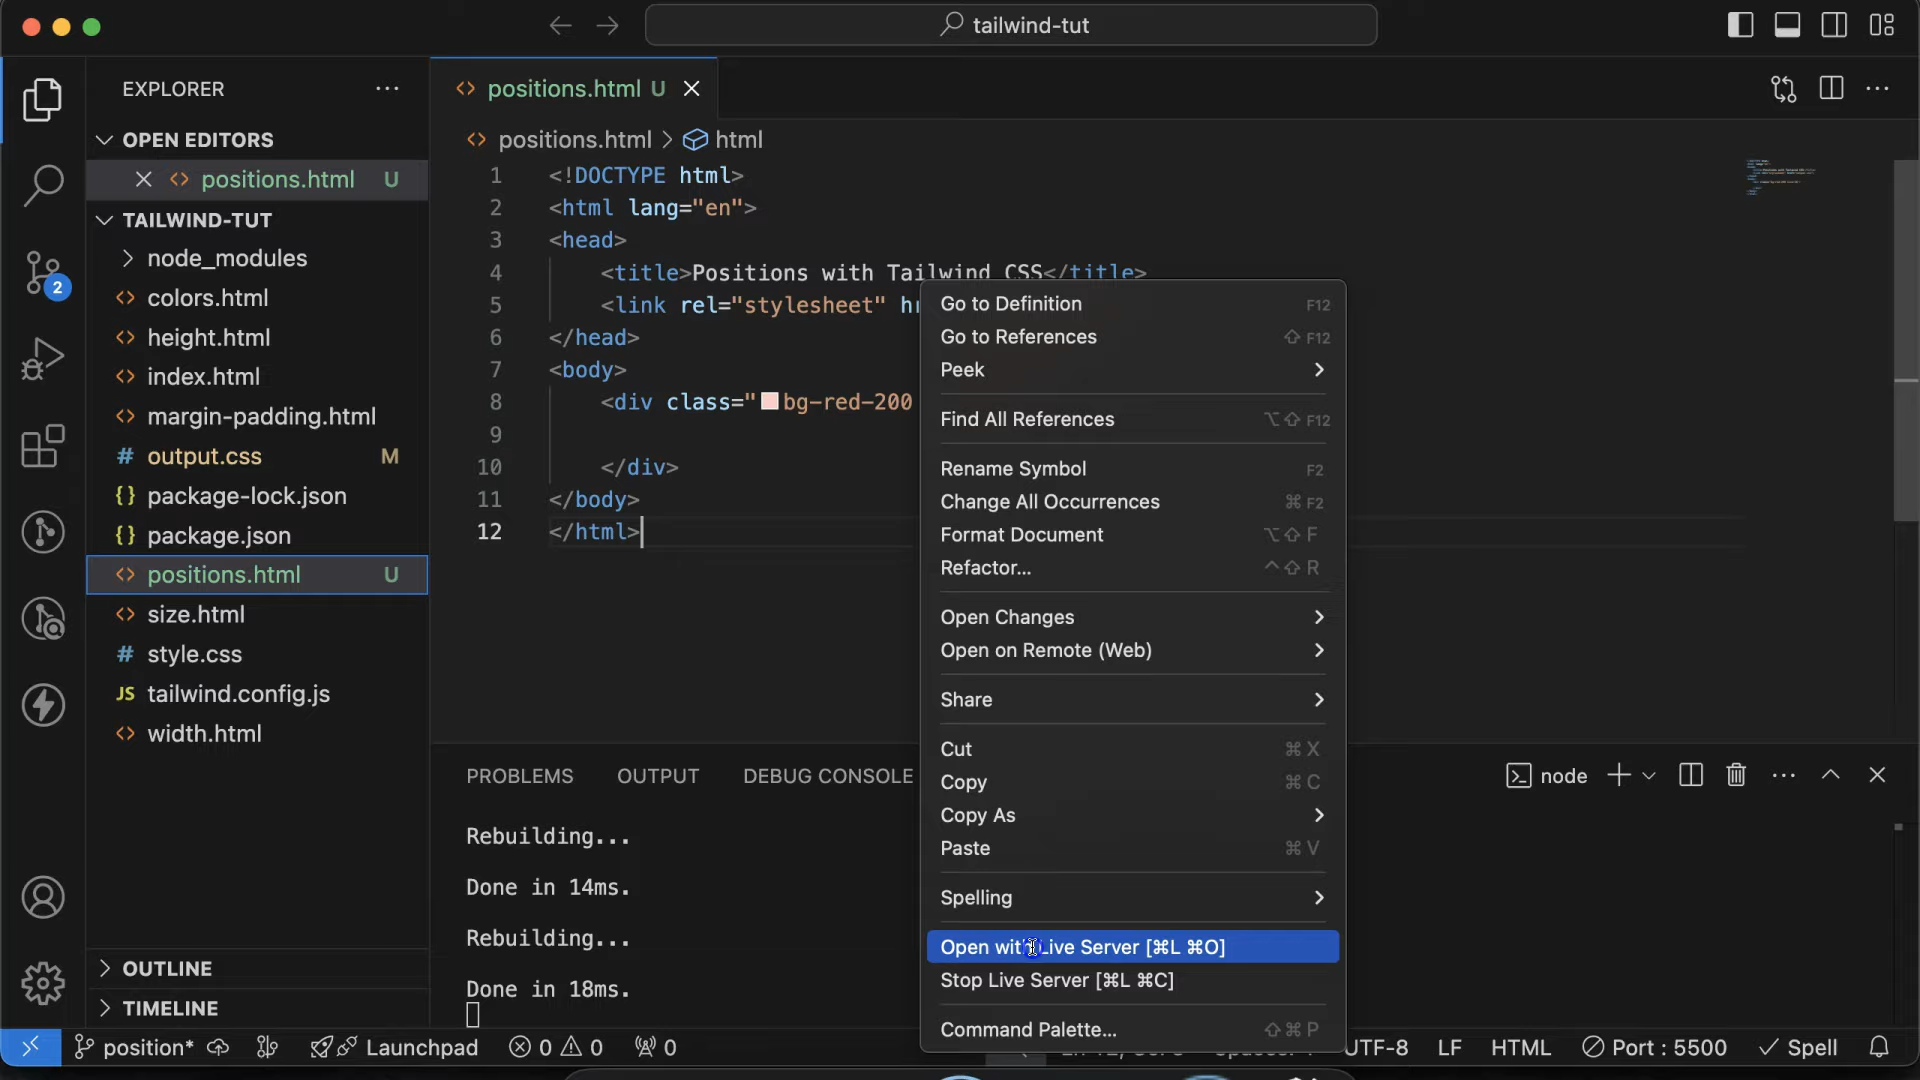 tailwind-tut
EXPLORER
OPEN EDITORS
positions.html U
TAILWIND-TUT
node_modules
colors.html
height.html
index.html
margin-padding.html
output.css M
package-lock.json
package.json
positions.html U
size.html
style.css
tailwind.config.js
width.html
OUTLINE
TIMELINE
2
positions.html U
positions.html > html
1 <!DOCTYPE html>
2 <html lang="en">
3 <head>
4 <title>Positions with Tailwind CSS</title>
5 <link rel="stylesheet"
6 </head>
7 <body>
8 <div class="bg-red-200
9
10 </div>
11 </body>
12 </html>
Go to Definition F12
Go to References ⇧ F12
Peek
Find All References ⌥⇧ F12
Rename Symbol F2
Change All Occurrences ⌘ F2
Format Document ⌥⇧ F
Refactor... ^⇧ R
Open Changes
Open on Remote (Web)
Share
Cut ⌘ X
Copy ⌘ C
Copy As
Paste ⌘ V
Spelling
Open with Live Server [⌘L ⌘O]
Stop Live Server [⌘L ⌘C]
Command Palette... ⇧⌘ P
PROBLEMS OUTPUT DEBUG CONSOLE
node
Rebuilding...
Done in 14ms.
Rebuilding...
Done in 18ms.
position* Launchpad 0 0 0
UTF-8 LF HTML Port : 5500 Spell